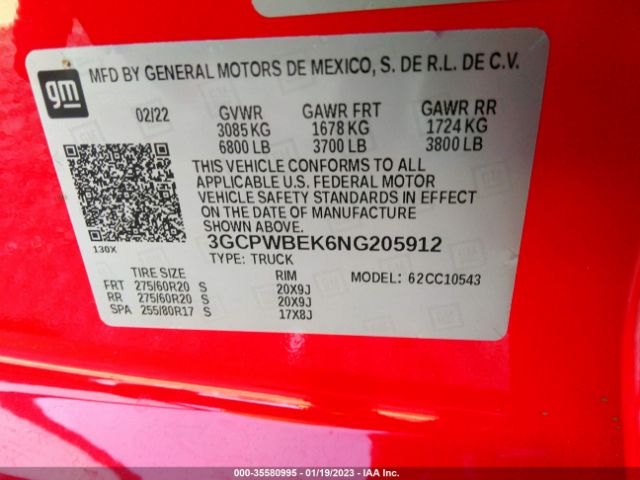 gm
MFD BY GENERAL MOTORS DE MEXICO, S. DE R.L. DE C.V.
02/22 GVWR GAWR FRT GAWR RR
3085 KG 1678 KG 1724 KG
6800 LB 3700 LB 3800 LB
THIS VEHICLE CONFORMS TO ALL
APPLICABLE U.S. FEDERAL MOTOR
VEHICLE SAFETY STANDARDS IN EFFECT
ON THE DATE OF MANUFACTURE
SHOWN ABOVE.
130X
3GCPWBEK6NG205912
TYPE: TRUCK
TIRE SIZE RIM MODEL: 62CC10543
FRT 275/60R20 S 20X9J
RR 275/60R20 S 20X9J
SPA 255/80R17 S 17X8J
000-35580995 - 01/19/2023 - IAA Inc.